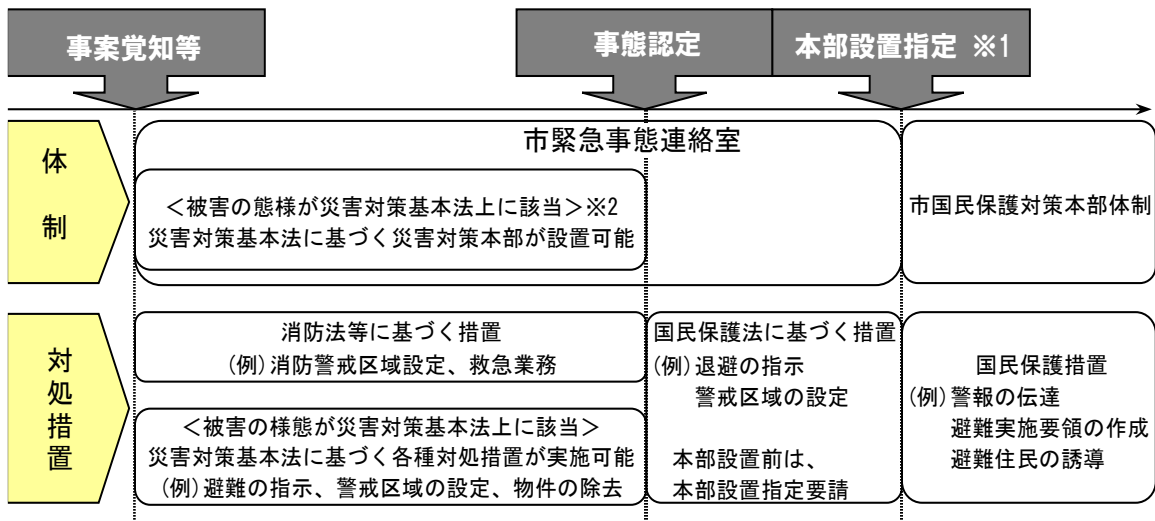 事案覚知等
事態認定
本部設置指定 ※1
体制
市緊急事態連絡室
<被害の態様が災害対策基本法上に該当>※2
災害対策基本法に基づく災害対策本部が設置可能
市国民保護対策本部体制
対処措置
消防法等に基づく措置
(例)消防警戒区域設定、救急業務
<被害の様態が災害対策基本法上に該当>
災害対策基本法に基づく各種対処措置が実施可能
(例)避難の指示、警戒区域の設定、物件の除去
国民保護法に基づく措置
(例)退避の指示
警戒区域の設定
本部設置前は、
本部設置指定要請
国民保護措置
(例)警報の伝達
避難実施要領の作成
避難住民の誘導